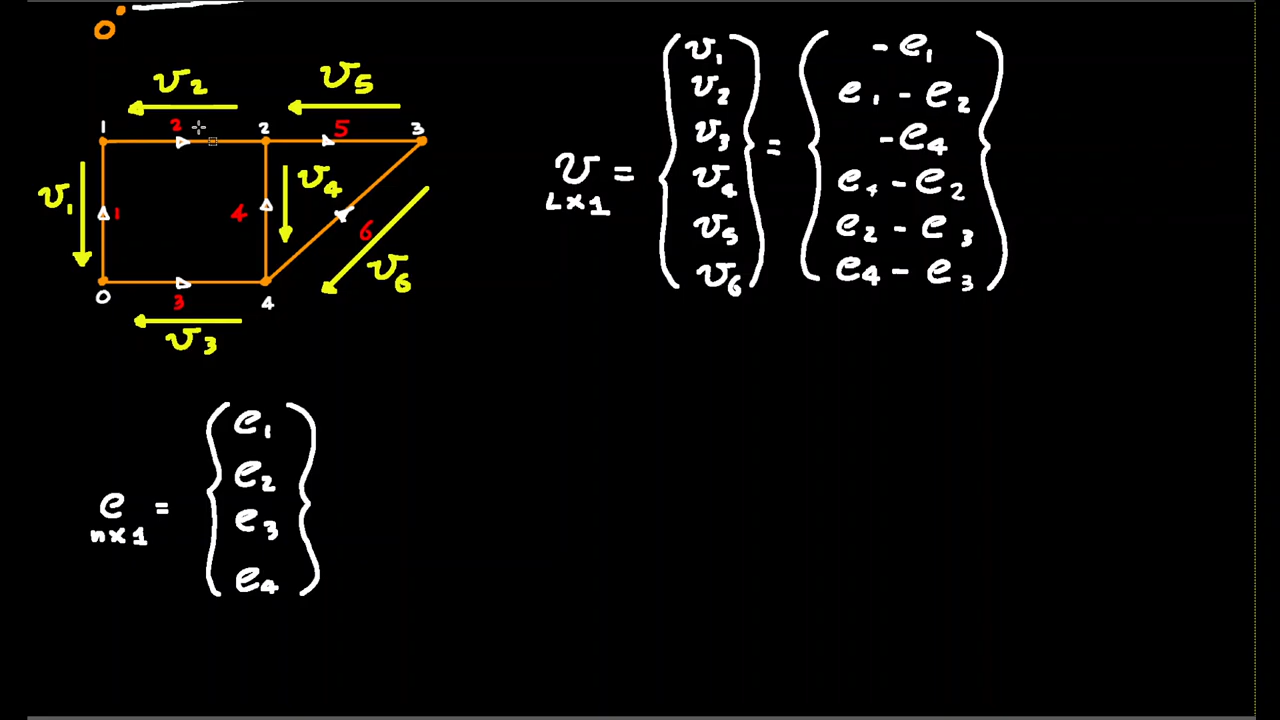 0'
v2 v5
1 2 2 5 3
v1 1 4 v4 6 v6
0 3 4
v3
v = { v1 } = { -e1 }
L×1
v2 e1 - e2
v3 -e4
v4 e4 - e2
v5 e2 - e3
v6 e4 - e3
e = { e1 }
n×1
e2
e3
e4